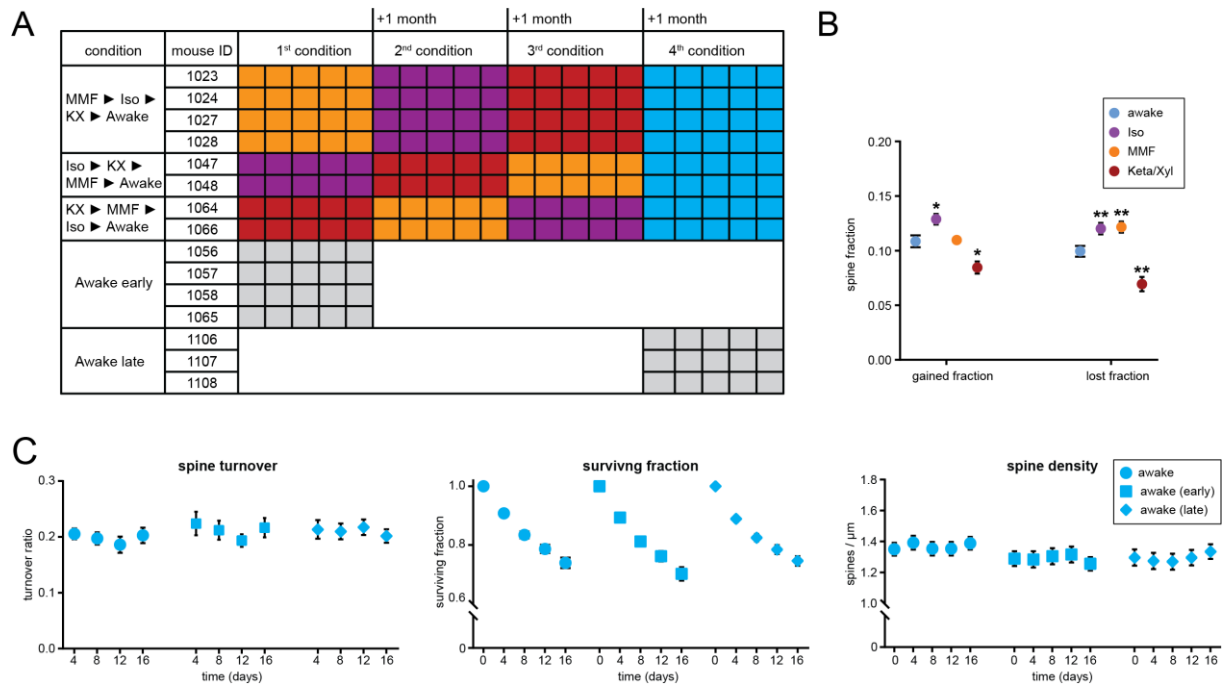 A
+1 month +1 month +1 month
condition mouse ID 1st condition 2nd condition 3rd condition 4th condition
MMF ► Iso ►
KX ► Awake
1023
1024
1027
1028
Iso ► KX ►
MMF ► Awake
1047
1048
KX ► MMF ►
Iso ► Awake
1064
1066
Awake early
1056
1057
1058
1065
Awake late
1106
1107
1108
B
awake
Iso
MMF
Keta/Xyl
spine fraction
0.20
0.15
0.10
0.05
0.00
* * ** ** **
gained fraction lost fraction
C
spine turnover
turnover ratio
0.3
0.2
0.1
0.0
4 8 12 16 4 8 12 16 4 8 12 16
time (days)
survivng fraction
surviving fraction
1.0
0.8
0.6
0
0 4 8 12 16 0 4 8 12 16 0 4 8 12 16
time (days)
spine density
spines / µm
1.8
1.6
1.4
1.2
1.0
0
0 4 8 12 16 0 4 8 12 16 0 4 8 12 16
time (days)
awake
awake (early)
awake (late)